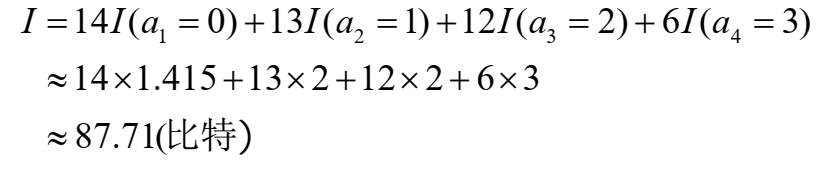 I = 14I(a₁ = 0) + 13I(a₂ = 1) + 12I(a₃ = 2) + 6I(a₄ = 3)
≈ 14×1.415 + 13×2 + 12×2 + 6×3
≈ 87.71(比特）